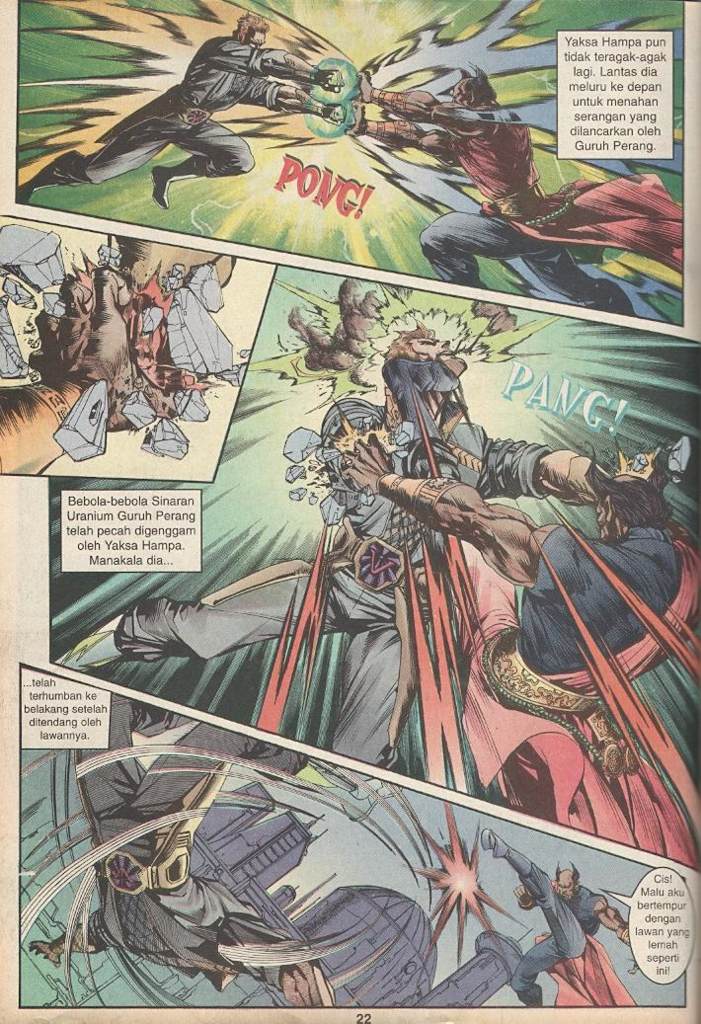 Yaksa Hampa pun
tidak teragak-agak
lagi. Lantas dia
meluru ke depan
untuk menahan
serangan yang
dilancarkan oleh
Guruh Perang.
PONG!
PANG!
Bebola-bebola Sinaran
Uranium Guruh Perang
telah pecah digenggam
oleh Yaksa Hampa.
Manakala dia...
...telah
terhumban ke
belakang setelah
ditendang oleh
lawannya.
Cis!
Malu aku
bertempur
dengan
lawan yang
lemah
seperti
ini!
22